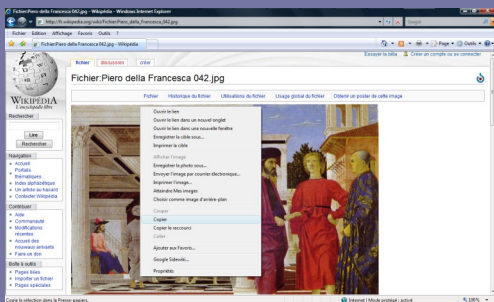 Fichier:Piero della Francesca 042.jpg - Wikipédia - Windows Internet Explorer
http://fr.wikipedia.org/wiki/Fichier:Piero_della_Francesca_042.jpg
Google
Fichier Edition Affichage Favoris Outils ?
Fichier:Piero della Francesca 042.jpg - Wikipédia
Page
Outils
Essayer la bêta
Créer un compte ou se connecter
fichier discussion créer
Fichier:Piero della Francesca 042.jpg
Fichier Historique du fichier Utilisations du fichier Usage global du fichier Obtenir un poster de cette image
WIKIPÉDIA
L'encyclopédie libre
Rechercher
Lire
Rechercher
Navigation
Accueil
Portails
thématiques
Index alphabétique
Un article au hasard
Contacter Wikipédia
Contribuer
Aide
Communauté
Modifications
récentes
Accueil des
nouveaux arrivants
Faire un don
Boîte à outils
Pages liées
Importer un fichier
Pages spéciales
Ouvrir le lien
Ouvrir le lien dans un nouvel onglet
Ouvrir le lien dans une nouvelle fenêtre
Enregistrer la cible sous...
Imprimer la cible
Afficher l'image
Enregistrer la photo sous...
Envoyer l'image par courrier électronique...
Imprimer l'image...
Atteindre Mes images
Choisir comme image d'arrière-plan
Couper
Copier
Copier le raccourci
Coller
Ajouter aux Favoris...
Google Sidewiki...
Propriétés
Copie la sélection dans le Presse-papiers.
Internet | Mode protégé : activé
100%